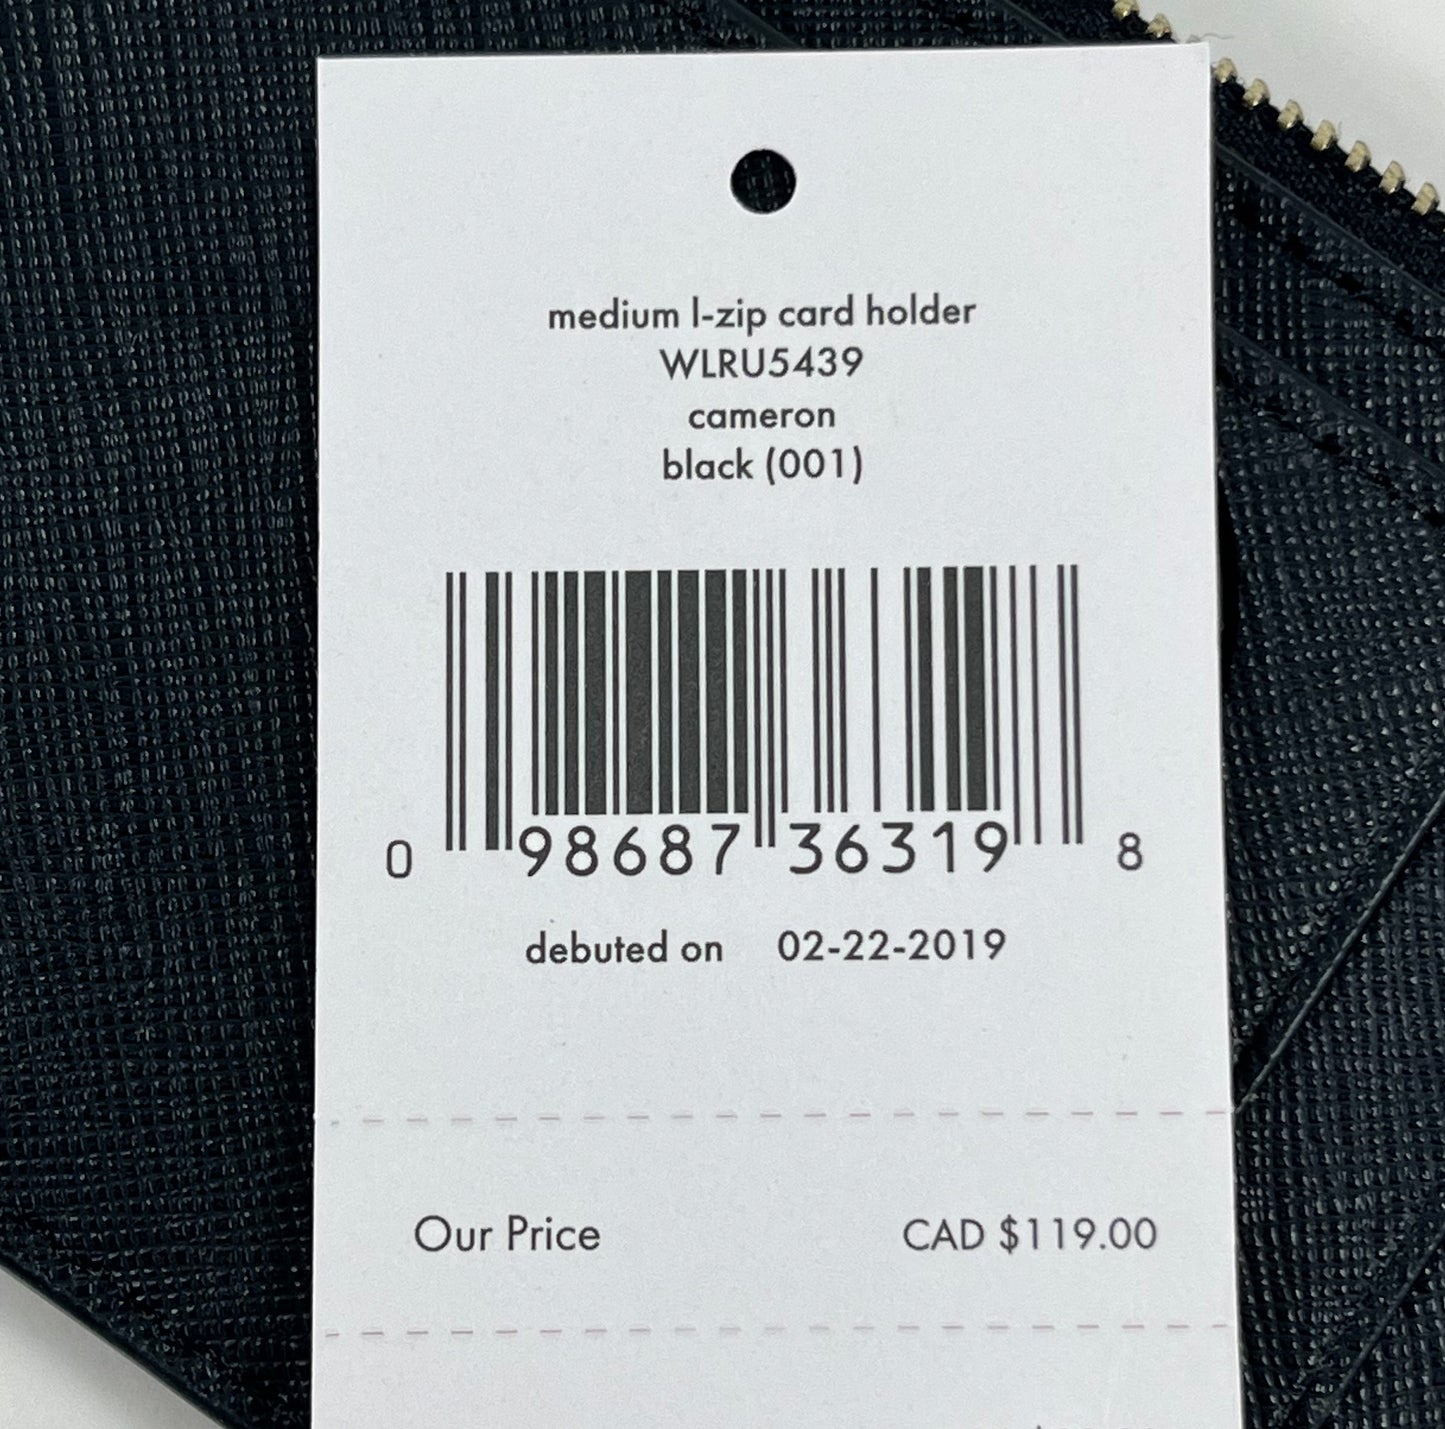 medium l-zip card holder
WLRU5439
cameron
black (001)
0 98687 36319 8
debuted on 02-22-2019
Our Price CAD $119.00